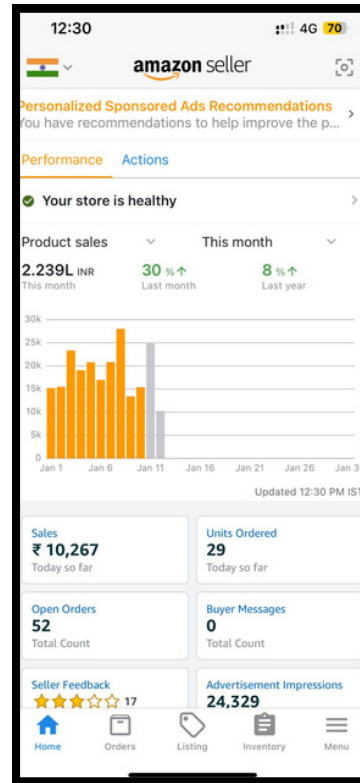 12:30 4G 70
amazon seller
Personalized Sponsored Ads Recommendations
You have recommendations to help improve the p...
Performance Actions
Your store is healthy
Product sales This month
2.239L INR 30 % ↑ 8 % ↑
This month Last month Last year
30k
25k
20k
15k
10k
5k
0
Jan 1 Jan 6 Jan 11 Jan 16 Jan 21 Jan 26 Jan 3
Updated 12:30 PM IST
Sales Units Ordered
₹ 10,267 29
Today so far Today so far
Open Orders Buyer Messages
52 0
Total Count Total Count
Seller Feedback Advertisement Impressions
17 24,329
Home Orders Listing Inventory Menu